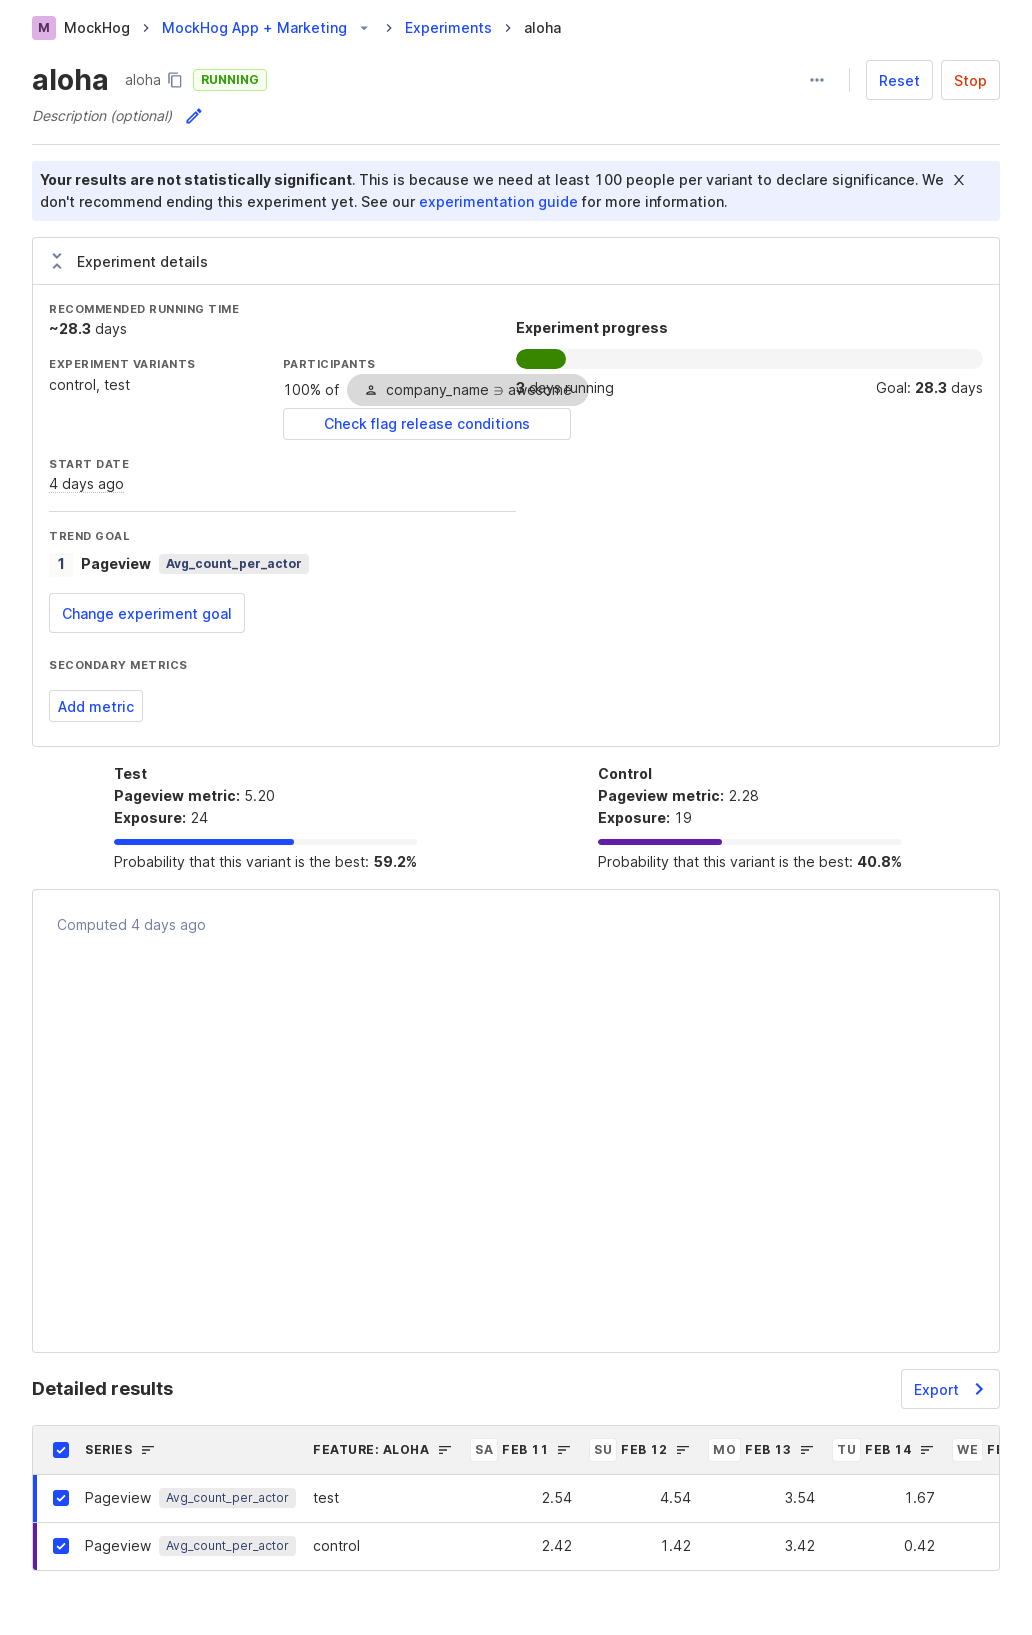 M MockHog MockHog App + Marketing Experiments aloha
aloha aloha RUNNING Reset Stop
Description (optional)
Your results are not statistically significant. This is because we need at least 100 people per variant to declare significance. We
don't recommend ending this experiment yet. See our experimentation guide for more information.
Experiment details
RECOMMENDED RUNNING TIME
~28.3 days
Experiment progress
EXPERIMENT VARIANTS
control, test
PARTICIPANTS
100% of company_name ∋ awesome
Check flag release conditions
3 days running Goal: 28.3 days
START DATE
4 days ago
TREND GOAL
1 Pageview Avg_count_per_actor
Change experiment goal
SECONDARY METRICS
Add metric
Test
Pageview metric: 5.20
Exposure: 24
Probability that this variant is the best: 59.2%
Control
Pageview metric: 2.28
Exposure: 19
Probability that this variant is the best: 40.8%
Computed 4 days ago
Detailed results Export
SERIES FEATURE: ALOHA SA FEB 11 SU FEB 12 MO FEB 13 TU FEB 14 WE
Pageview Avg_count_per_actor test 2.54 4.54 3.54 1.67
Pageview Avg_count_per_actor control 2.42 1.42 3.42 0.42